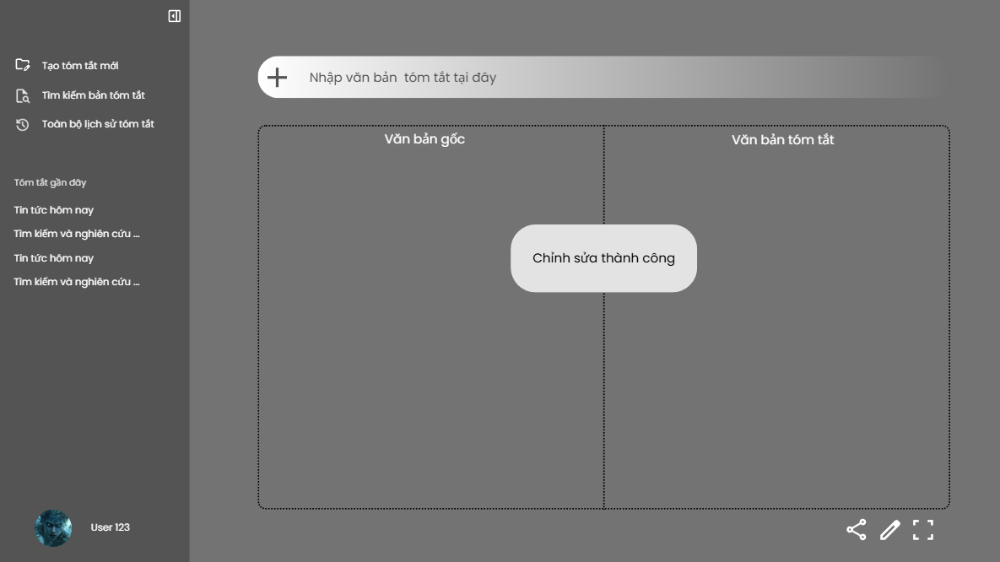 Tạo tóm tắt mới
Tìm kiếm bản tóm tắt
Toàn bộ lịch sử tóm tắt
Tóm tắt gần đây
Tin tức hôm nay
Tìm kiếm và nghiên cứu ...
Tin tức hôm nay
Tìm kiếm và nghiên cứu ...
User 123
Nhập văn bản  tóm tắt tại đây
Văn bản gốc
Văn bản tóm tắt
Chỉnh sửa thành công